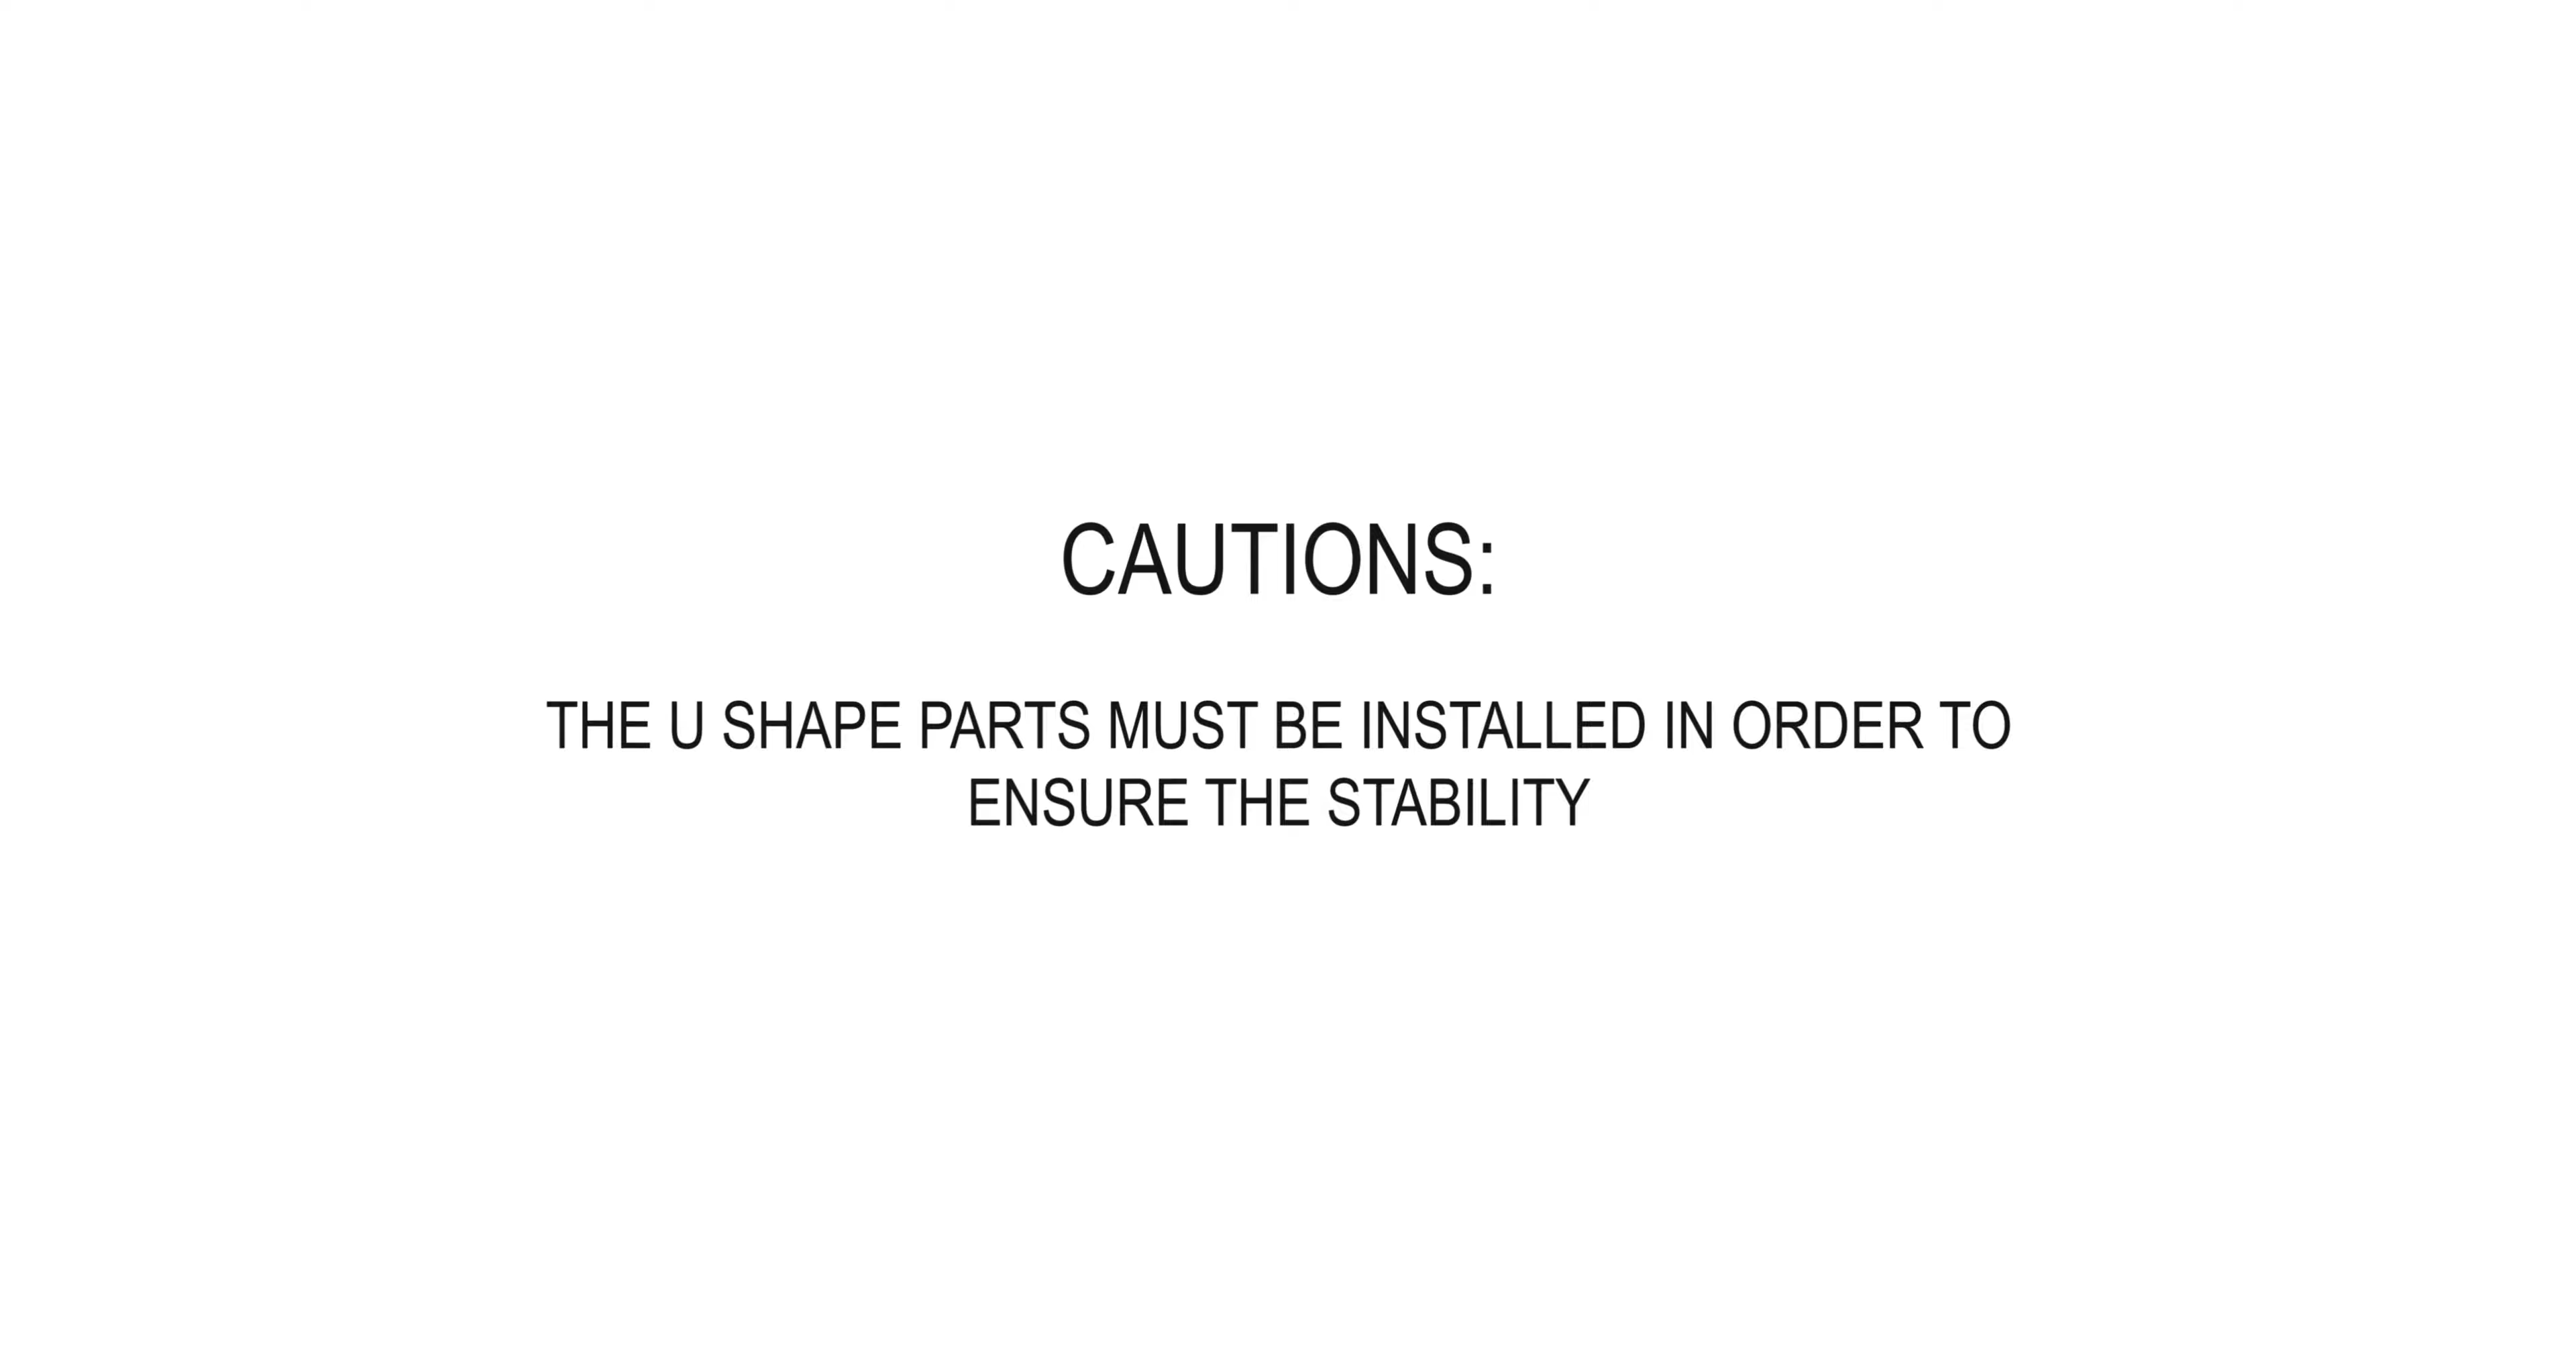 CAUTIONS:
THE U SHAPE PARTS MUST BE INSTALLED IN ORDER TO
ENSURE THE STABILITY